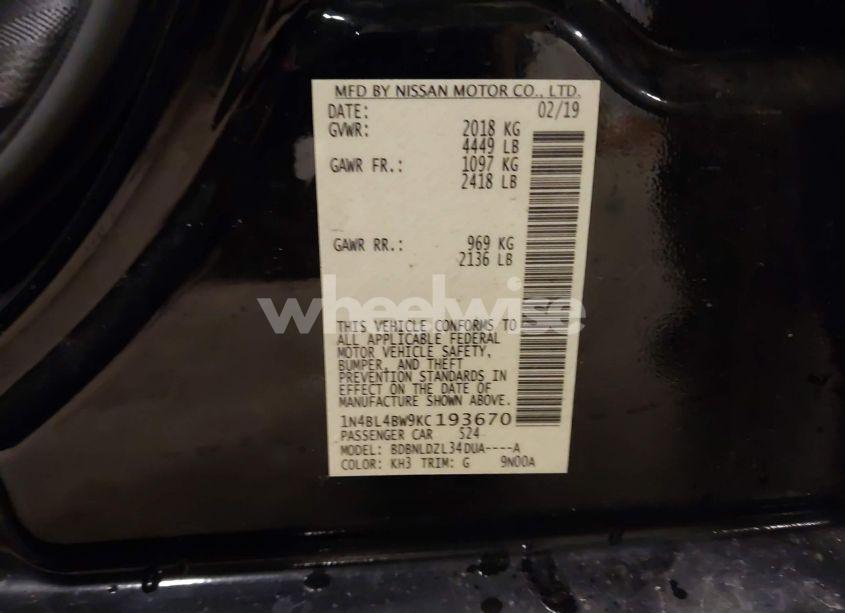 MFD BY NISSAN MOTOR CO., LTD.
DATE: 02/19
GVWR: 2018 KG
4449 LB
GAWR FR.: 1097 KG
2418 LB
GAWR RR.: 969 KG
2136 LB
wheelwise
THIS VEHICLE CONFORMS TO
ALL APPLICABLE FEDERAL
MOTOR VEHICLE SAFETY,
BUMPER, AND THEFT
PREVENTION STANDARDS IN
EFFECT ON THE DATE OF
MANUFACTURE SHOWN ABOVE.
1N4BL4BW9KC193670
PASSENGER CAR S24
MODEL: BDBNLDZL34DUA----A
COLOR: KH3 TRIM: G 9N00A